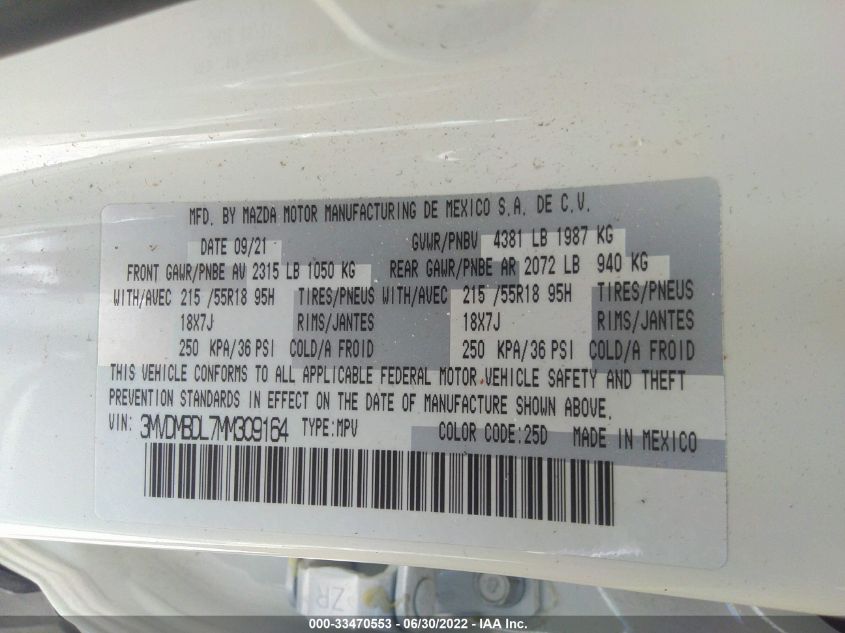 MFD. BY MAZDA MOTOR MANUFACTURING DE MEXICO S.A. DE C.V.
DATE 09/21 GVWR/PNBV 4381 LB 1987 KG
FRONT GAWR/PNBE AV 2315 LB 1050 KG REAR GAWR/PNBE AR 2072 LB 940 KG
WITH/AVEC 215 /55R18 95H TIRES/PNEUS WITH/AVEC 215 /55R18 95H TIRES/PNEUS
18X7J RIMS/JANTES 18X7J RIMS/JANTES
250 KPA/36 PSI COLD/A FROID 250 KPA/36 PSI COLD/A FROID
THIS VEHICLE CONFORMS TO ALL APPLICABLE FEDERAL MOTOR VEHICLE SAFETY AND THEFT
PREVENTION STANDARDS IN EFFECT ON THE DATE OF MANUFACTURE SHOWN ABOVE.
VIN: 3MVDMBDL7MM309164 TYPE:MPV COLOR CODE:25D MADE IN MEXICO
000-33470553 - 06/30/2022 - IAAI.com